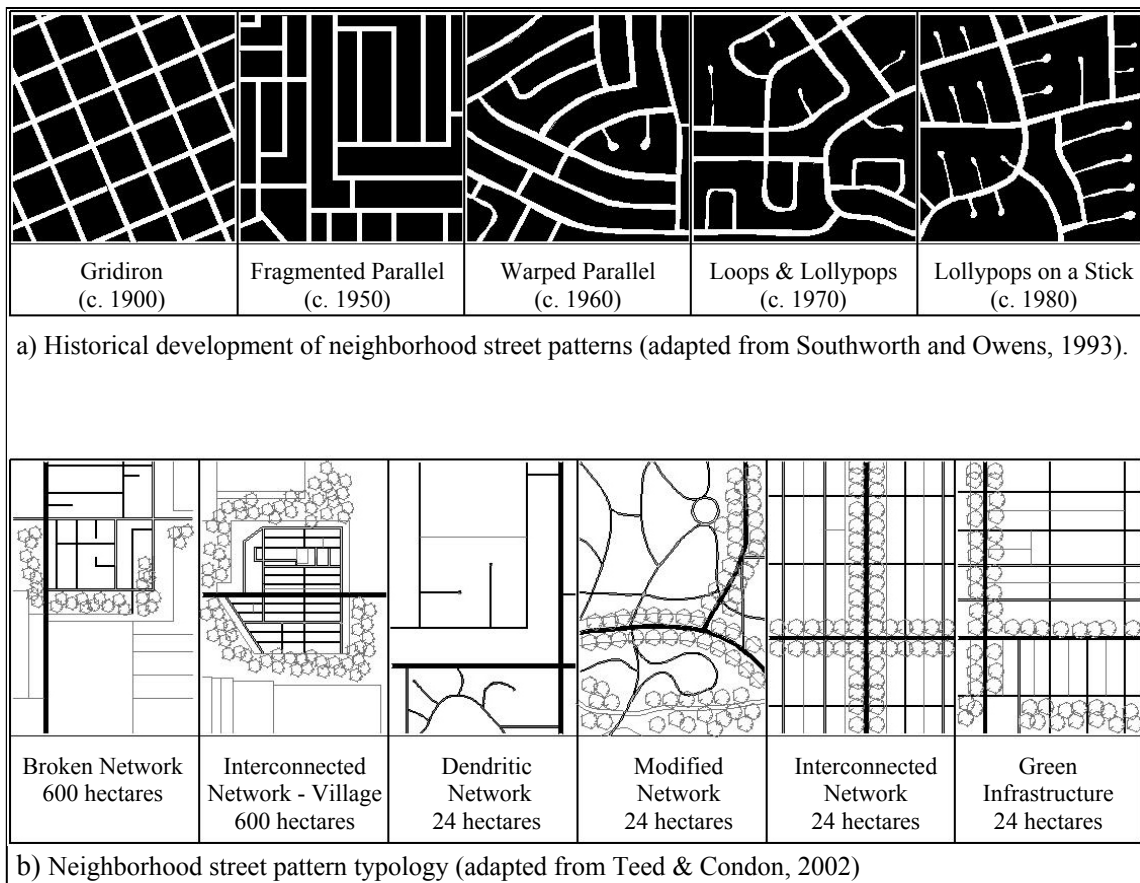 Gridiron
(c. 1900)
Fragmented Parallel
(c. 1950)
Warped Parallel
(c. 1960)
Loops & Lollypops
(c. 1970)
Lollypops on a Stick
(c. 1980)
a) Historical development of neighborhood street patterns (adapted from Southworth and Owens, 1993).
Broken Network
600 hectares
Interconnected
Network - Village
600 hectares
Dendritic
Network
24 hectares
Modified
Network
24 hectares
Interconnected
Network
24 hectares
Green
Infrastructure
24 hectares
b) Neighborhood street pattern typology (adapted from Teed & Condon, 2002)